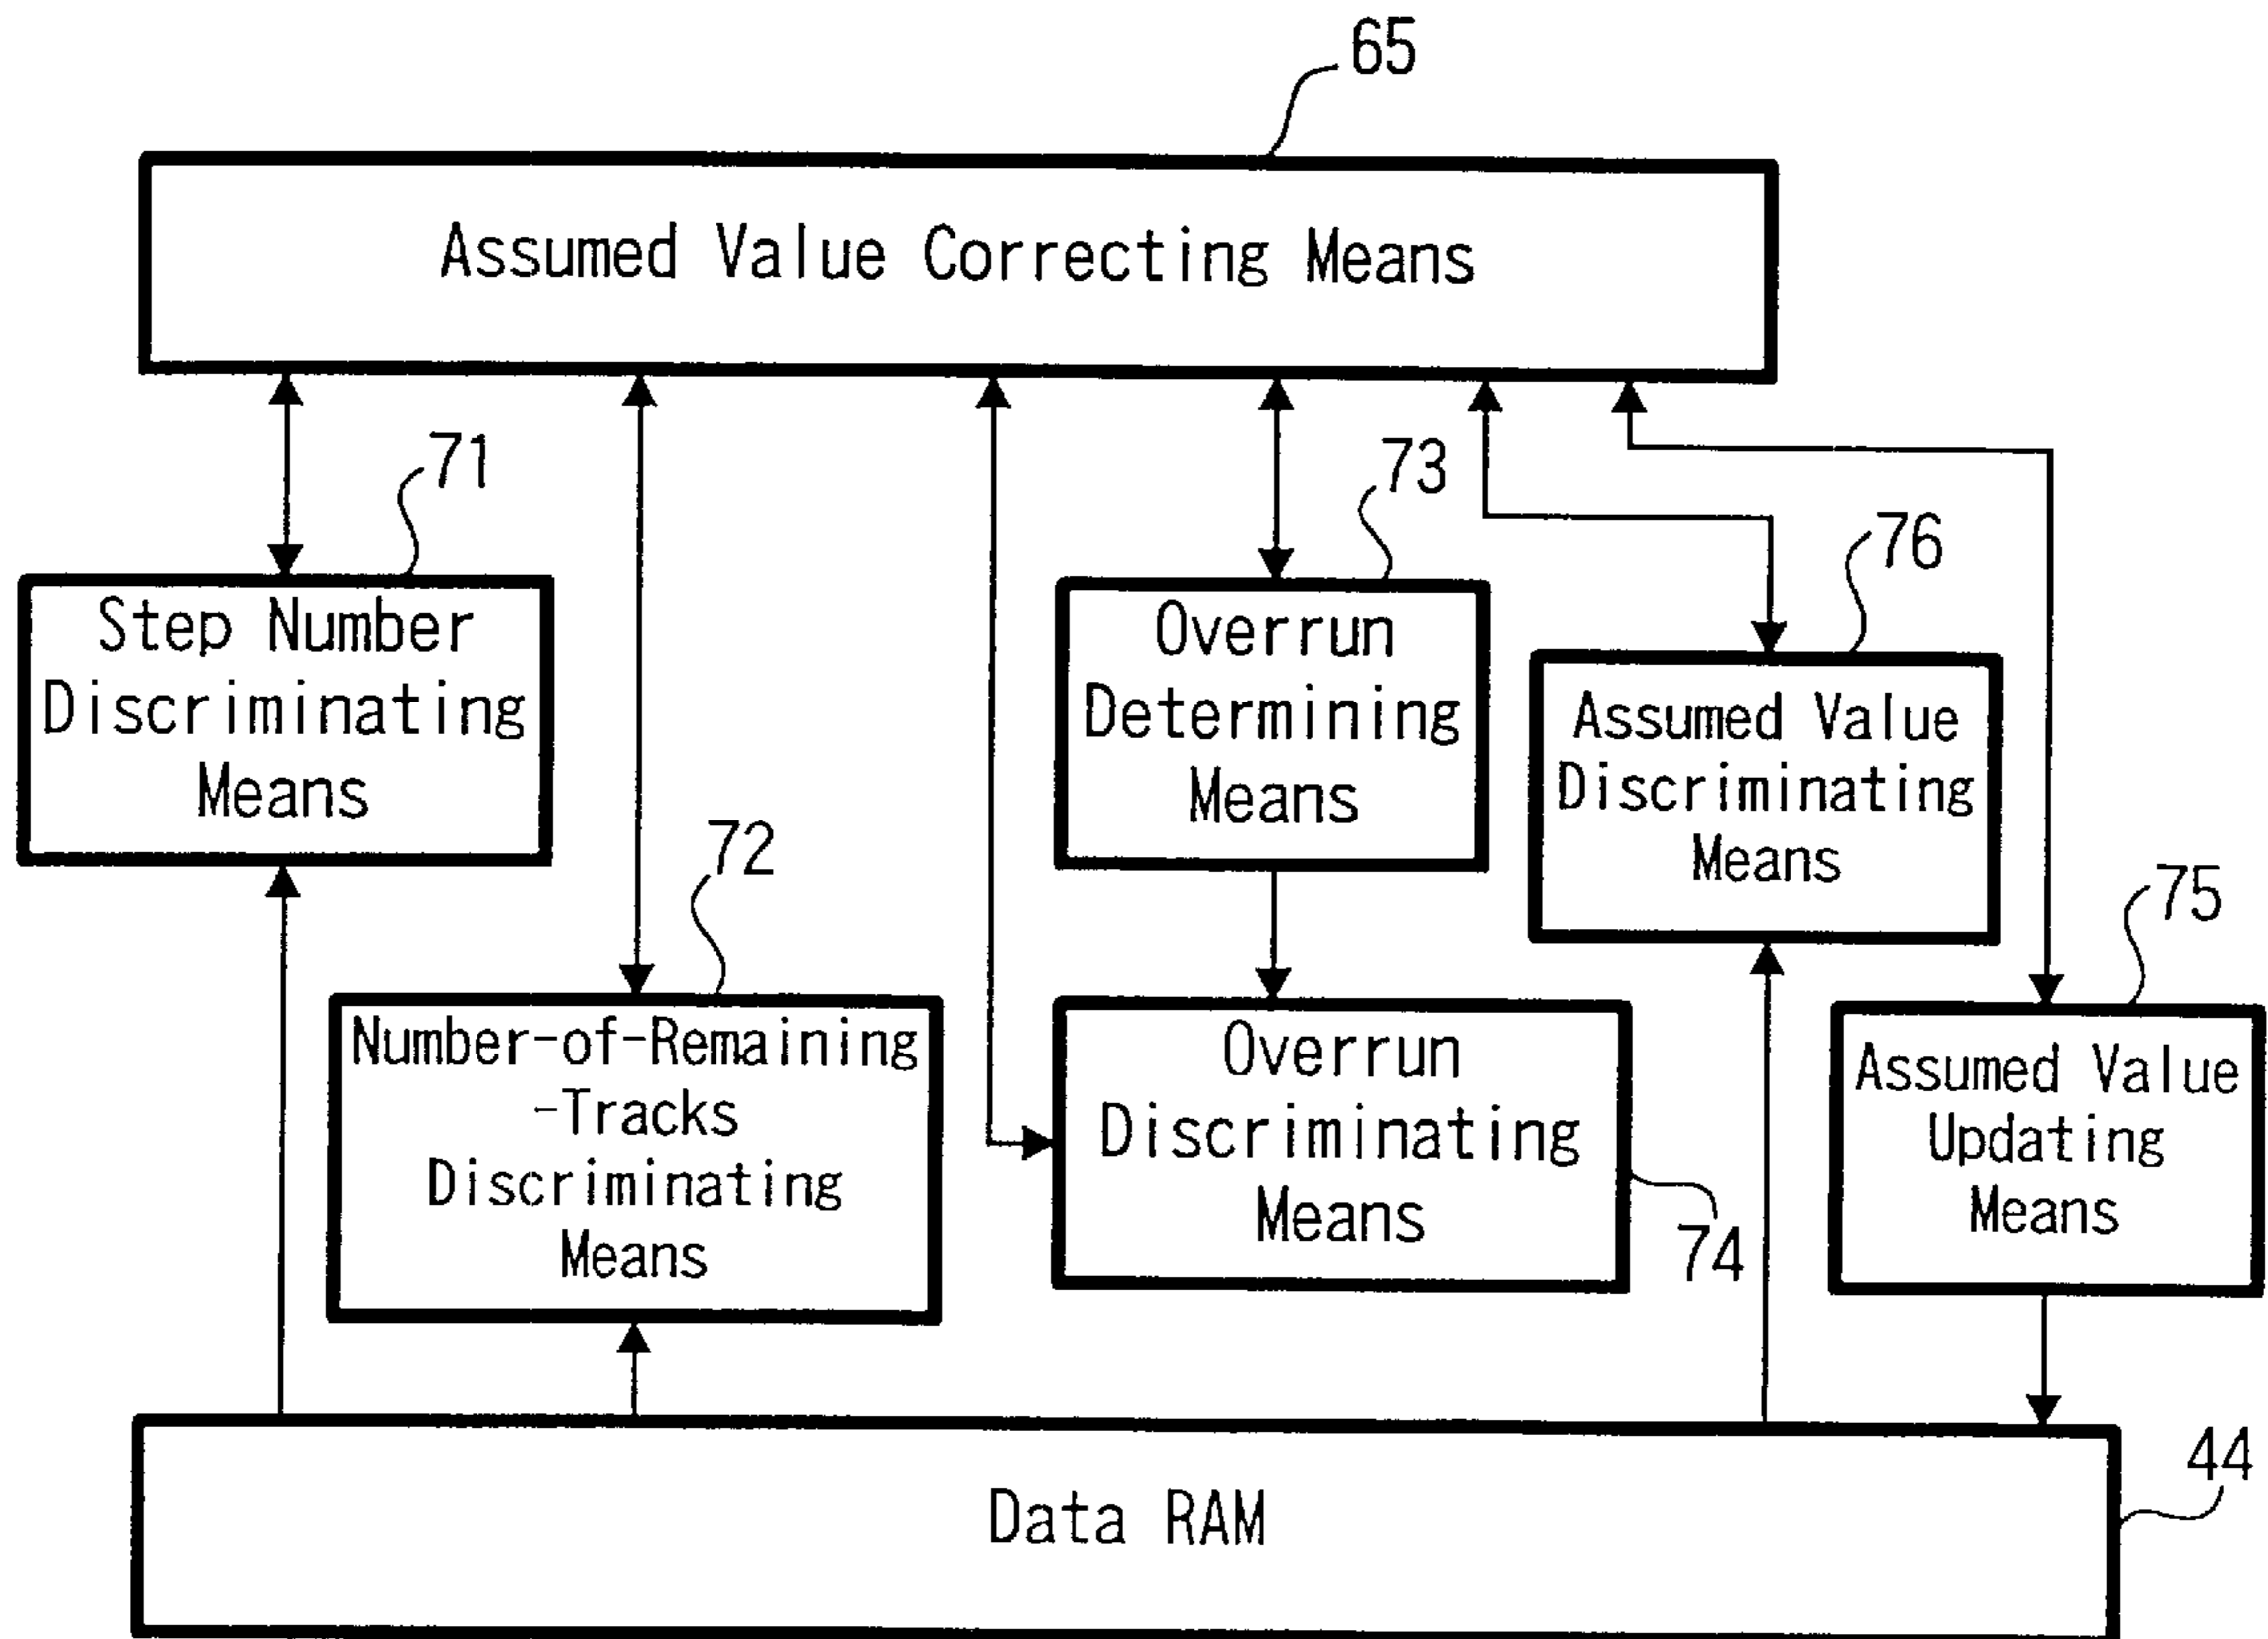 65
Assumed Value Correcting Means
71
73
76
Step Number
Discriminating
Means
Overrun
Determining
Means
Assumed Value
Discriminating
Means
72
75
Number-of-Remaining
-Tracks
Discriminating
Means
Overrun
Discriminating
Means
74
Assumed Value
Updating
Means
44
Data RAM